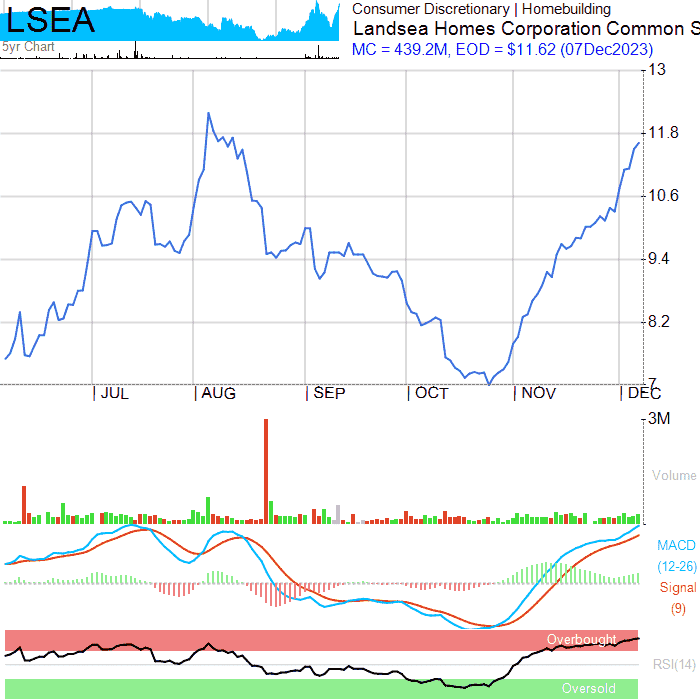 LSEA
5yr Chart
Consumer Discretionary | Homebuilding
Landsea Homes Corporation Common S
MC = 439.2M, EOD = $11.62 (07Dec2023)
13
11.8
10.6
9.4
8.2
7
JUL
AUG
SEP
OCT
NOV
DEC
3M
Volume
MACD
(12-26)
Signal
(9)
Overbought
RSI(14)
Oversold